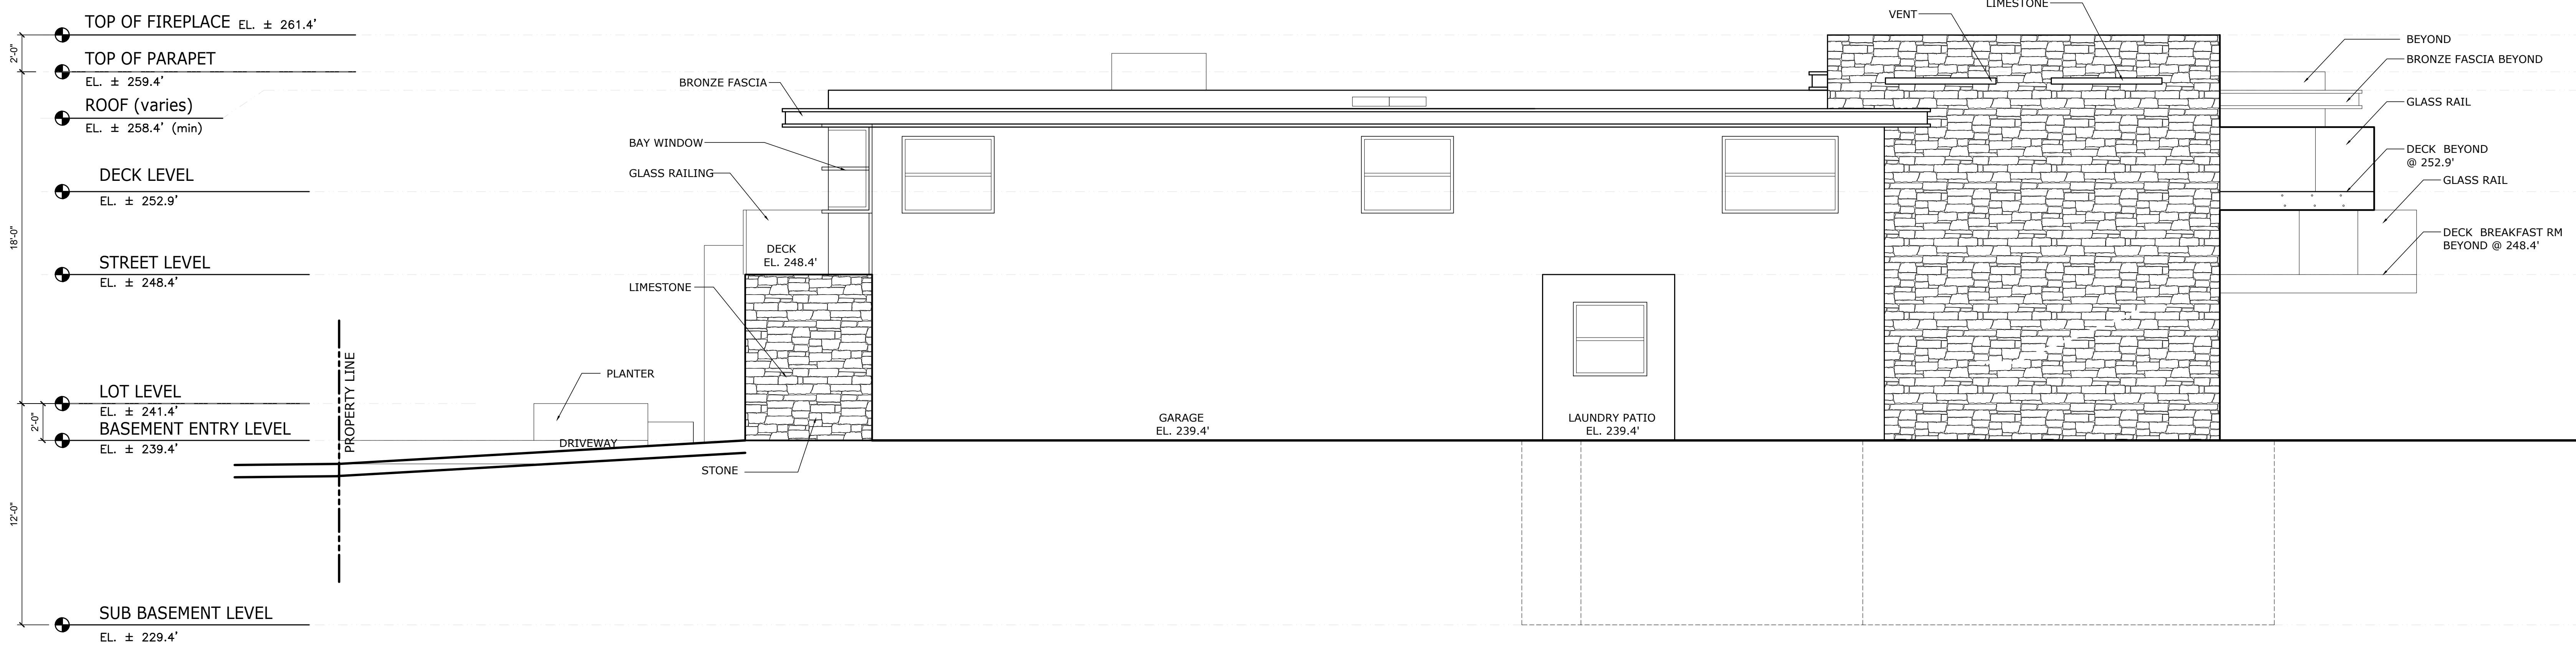 TOP OF FIREPLACE EL. ± 261.4'
2'-0"
TOP OF PARAPET
EL. ± 259.4'
ROOF (varies)
EL. ± 258.4' (min)
DECK LEVEL
EL. ± 252.9'
18'-0"
STREET LEVEL
EL. ± 248.4'
LOT LEVEL
EL. ± 241.4'
2'-0"
BASEMENT ENTRY LEVEL
EL. ± 239.4'
12'-0"
SUB BASEMENT LEVEL
EL. ± 229.4'
PROPERTY LINE
BRONZE FASCIA
BAY WINDOW
GLASS RAILING
DECK
EL. 248.4'
LIMESTONE
PLANTER
DRIVEWAY
STONE
GARAGE
EL. 239.4'
LAUNDRY PATIO
EL. 239.4'
VENT
LIMESTONE
BEYOND
BRONZE FASCIA BEYOND
GLASS RAIL
DECK BEYOND
@ 252.9'
GLASS RAIL
DECK BREAKFAST RM
BEYOND @ 248.4'